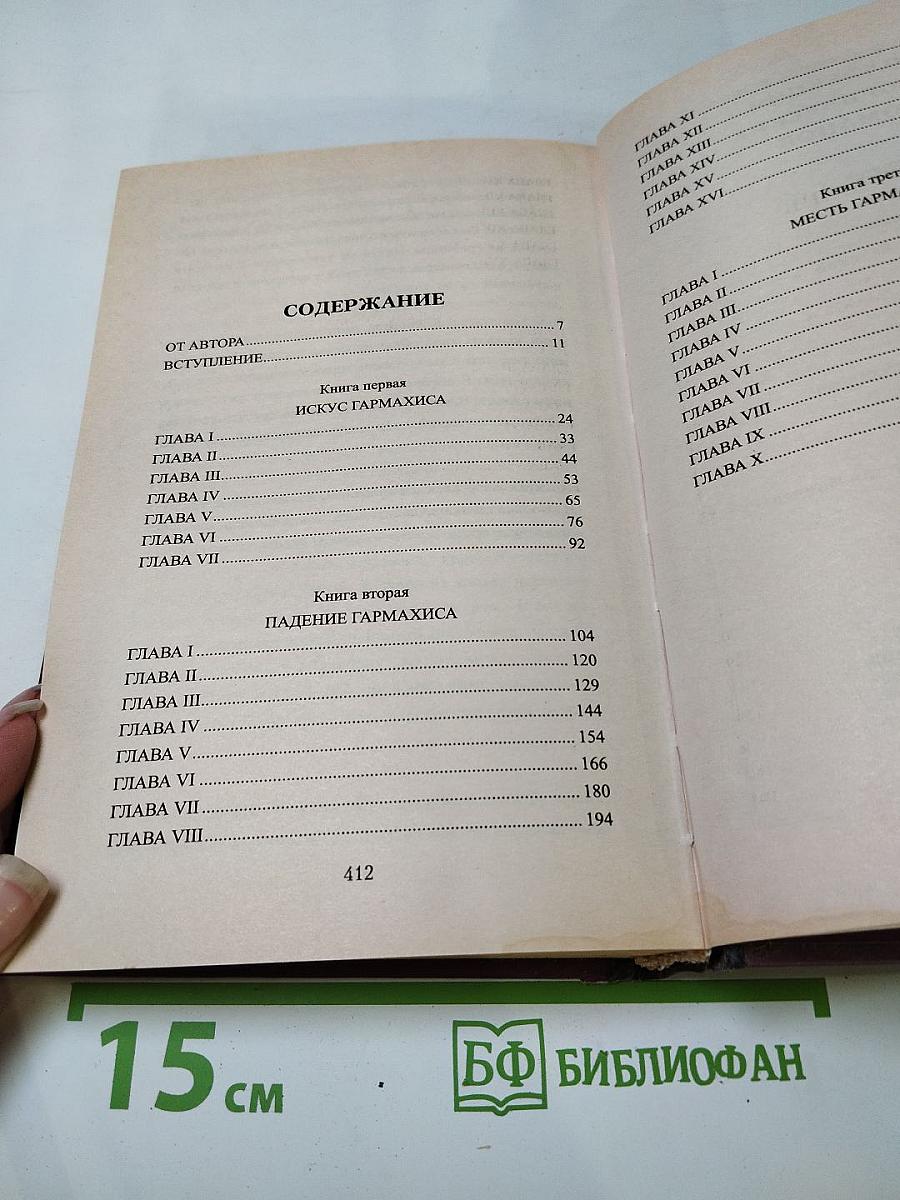 СОДЕРЖАНИЕ
ОТ АВТОРА 7
ВСТУПЛЕНИЕ 11
Книга первая
ИСКУС ГАРМАХИСА
ГЛАВА I 24
ГЛАВА II 33
ГЛАВА III 44
ГЛАВА IV 53
ГЛАВА V 65
ГЛАВА VI 76
ГЛАВА VII 92
Книга вторая
ПАДЕНИЕ ГАРМАХИСА
ГЛАВА I 104
ГЛАВА II 120
ГЛАВА III 129
ГЛАВА IV 144
ГЛАВА V 154
ГЛАВА VI 166
ГЛАВА VII 180
ГЛАВА VIII 194
412
ГЛАВА XI
ГЛАВА XII
ГЛАВА XIII
ГЛАВА XIV
ГЛАВА XV
ГЛАВА XVI
Книга трет
МЕСТЬ ГАРМА
ГЛАВА I
ГЛАВА II
ГЛАВА III
ГЛАВА IV
ГЛАВА V
ГЛАВА VI
ГЛАВА VII
ГЛАВА VIII
ГЛАВА IX
ГЛАВА X
15 см
БФ БИБЛИОФАН